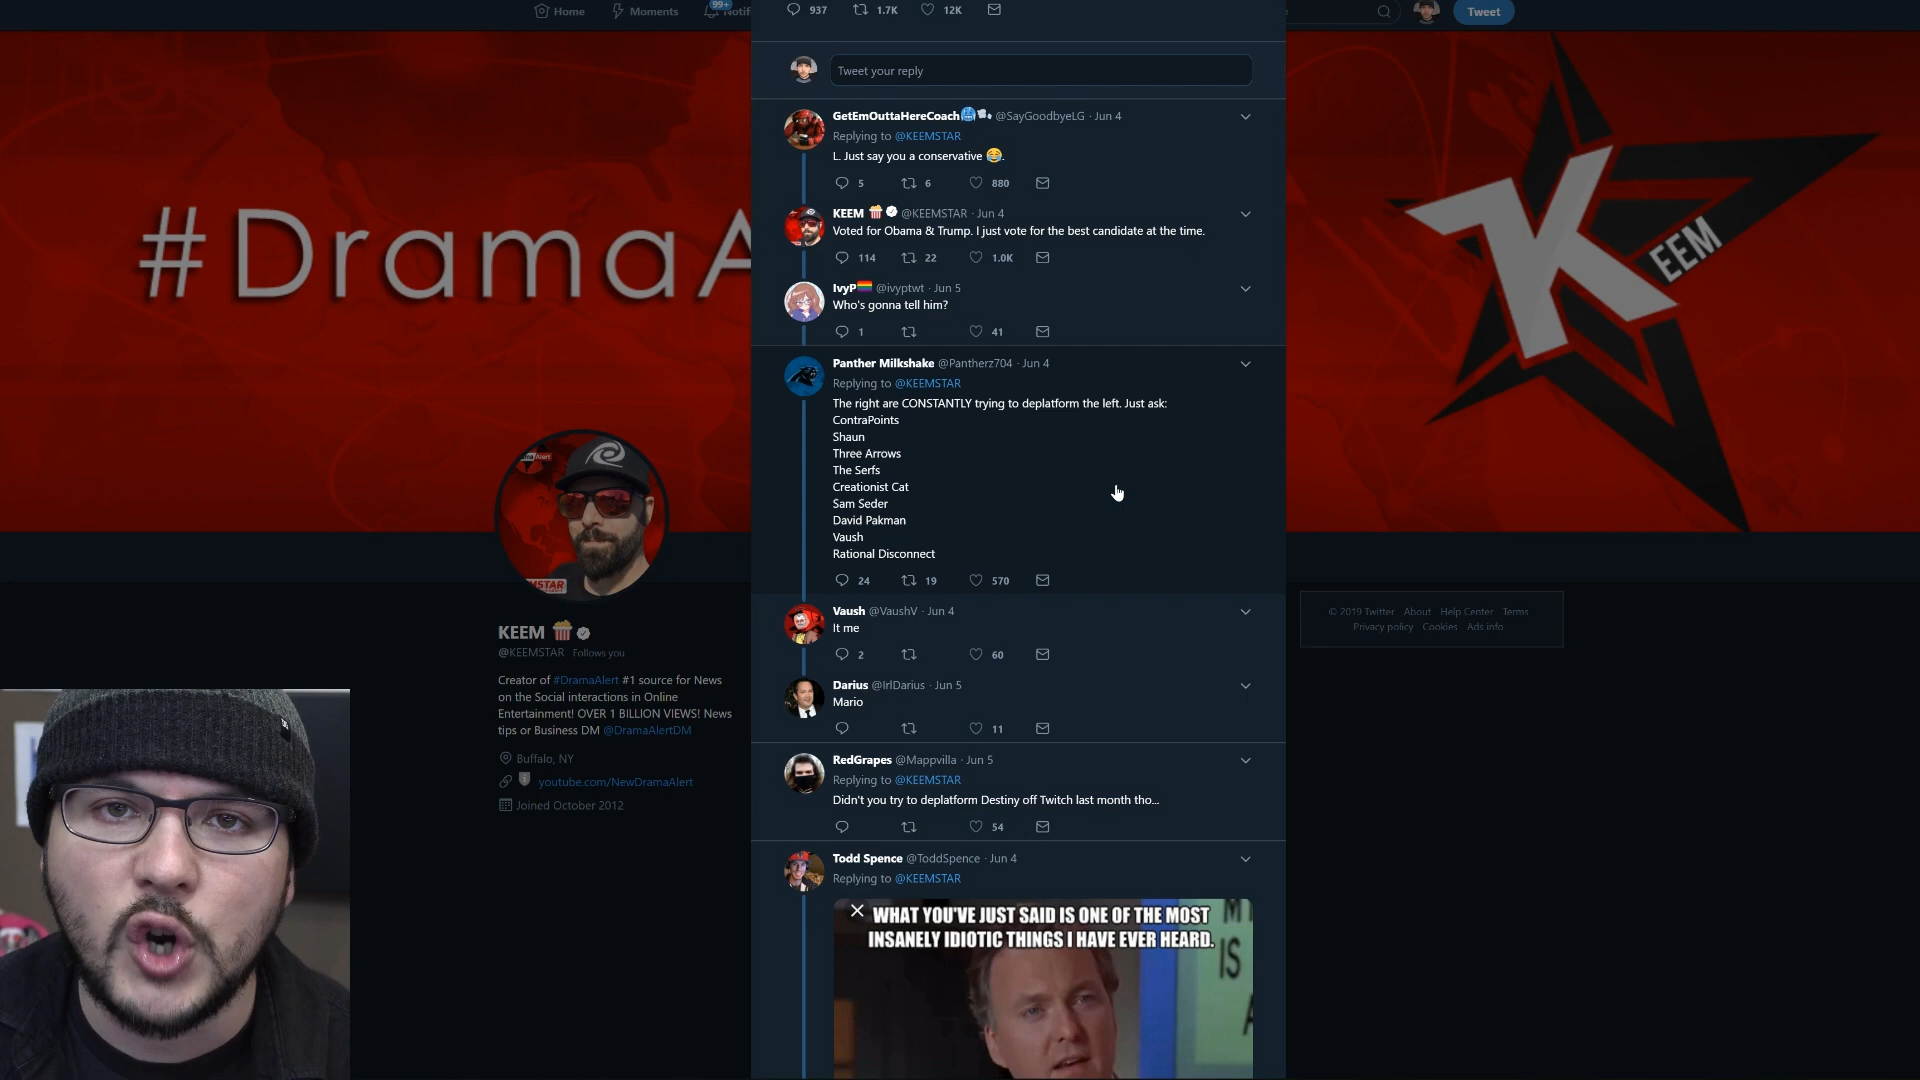 Home
Moments
99+
Notif
937
1.7K
12K
Tweet
Tweet your reply
GetEmOuttaHereCoach🥶🧤 @SayGoodbyeLG · Jun 4
Replying to @KEEMSTAR
L. Just say you a conservative 😂.
5
6
880
KEEM 🍿 @KEEMSTAR · Jun 4
Voted for Obama & Trump. I just vote for the best candidate at the time.
114
22
1.0K
IvyP🏳️‍🌈 @ivyptwt · Jun 5
Who's gonna tell him?
1
41
Panther Milkshake @Pantherz704 · Jun 4
Replying to @KEEMSTAR
The right are CONSTANTLY trying to deplatform the left. Just ask:
ContraPoints
Shaun
Three Arrows
The Serfs
Creationist Cat
Sam Seder
David Pakman
Vaush
Rational Disconnect
24
19
570
Vaush @VaushV · Jun 4
It me
2
60
Darius @IrlDarius · Jun 5
Mario
11
RedGrapes @Mappvilla · Jun 5
Replying to @KEEMSTAR
Didn't you try to deplatform Destiny off Twitch last month tho...
54
Todd Spence @ToddSpence · Jun 4
Replying to @KEEMSTAR
WHAT YOU'VE JUST SAID IS ONE OF THE MOST
INSANELY IDIOTIC THINGS I HAVE EVER HEARD.
IS
#DramaA
K
EEM
KEEM 🍿
@KEEMSTAR Follows you
Creator of #DramaAlert #1 source for News
on the Social interactions in Online
Entertainment! OVER 1 BILLION VIEWS! News
tips or Business DM @DramaAlertDM
Buffalo, NY
youtube.com/NewDramaAlert
Joined October 2012
© 2019 Twitter About Help Center Terms
Privacy policy Cookies Ads info